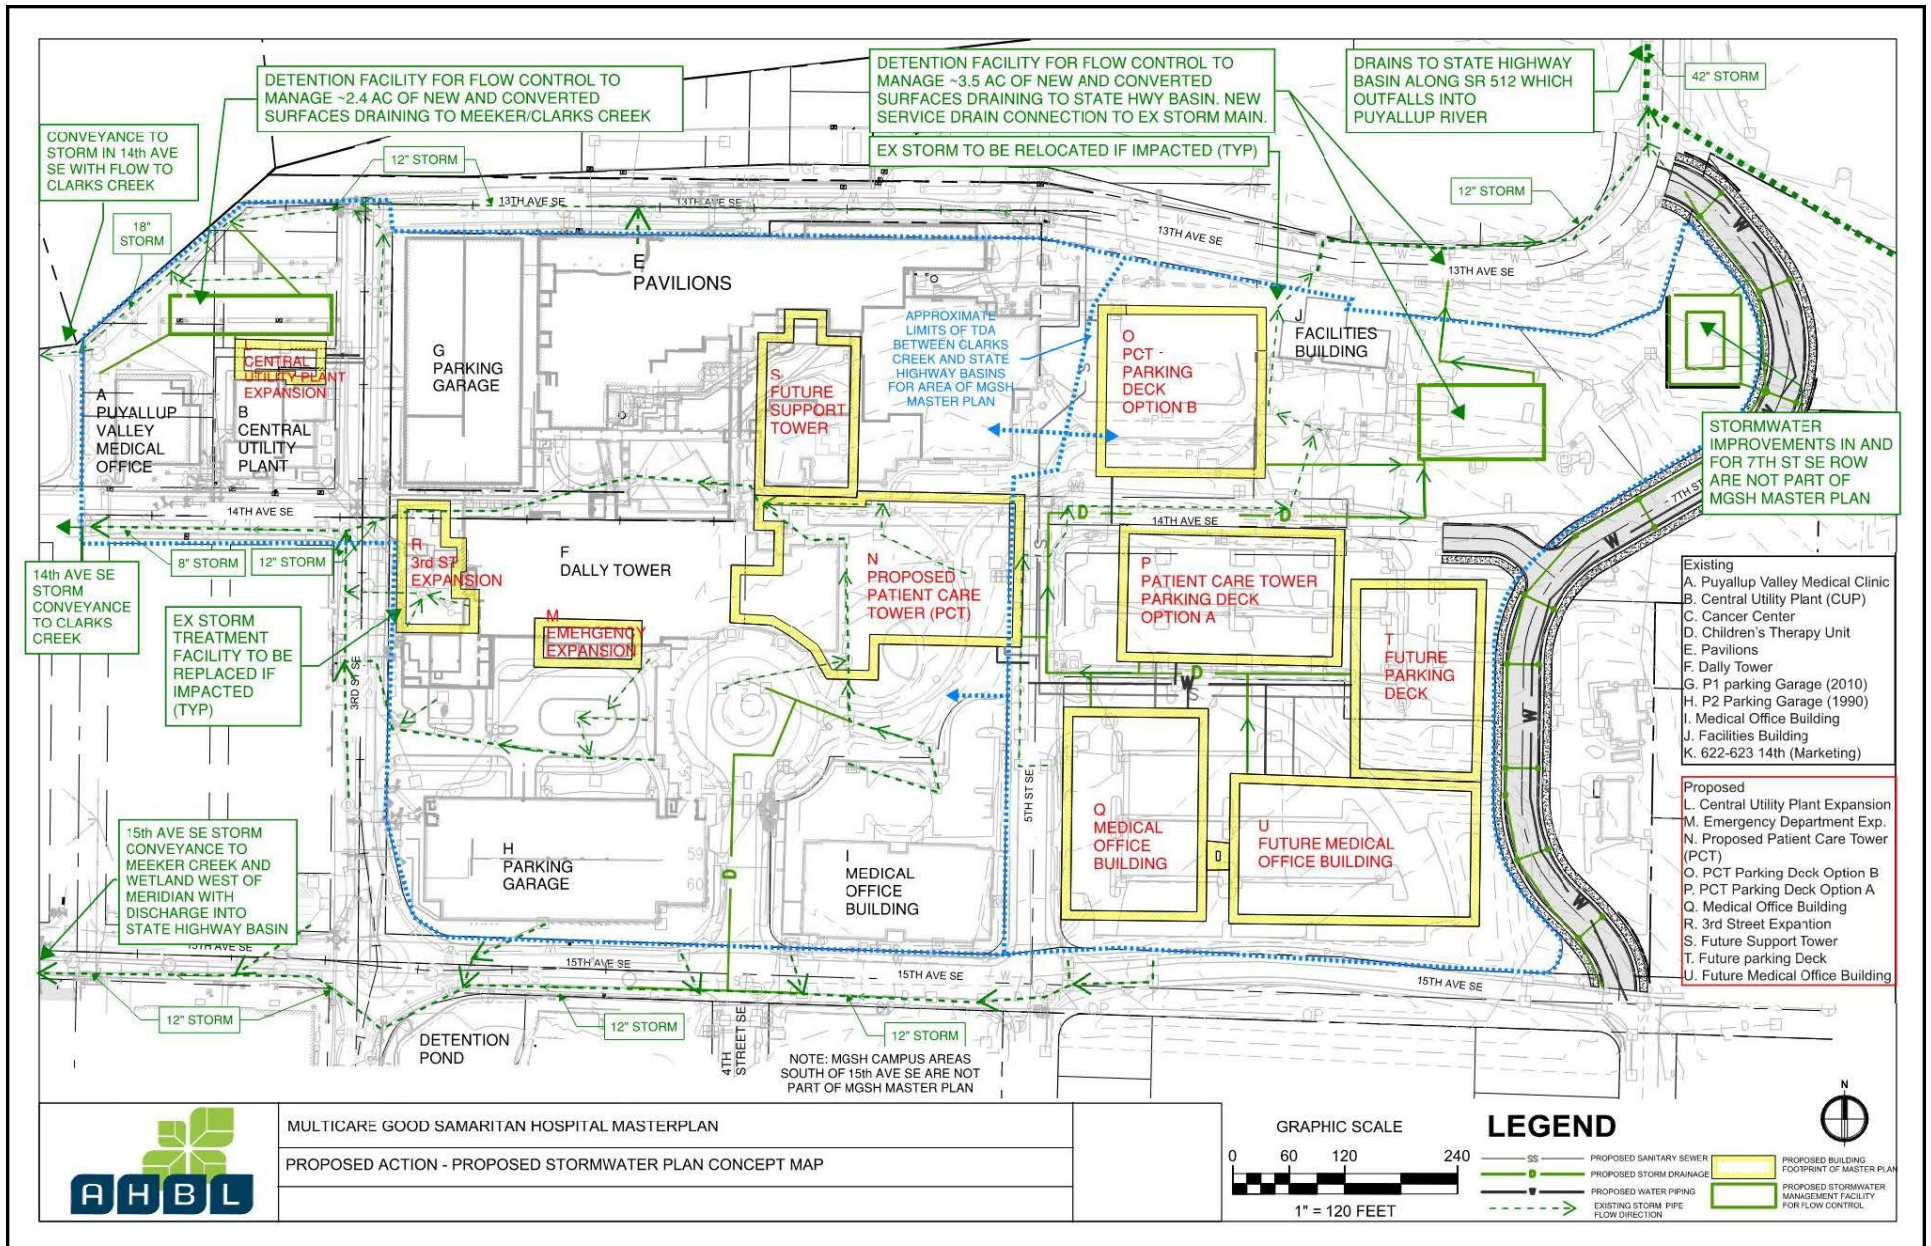 DETENTION FACILITY FOR FLOW CONTROL TO
MANAGE ~2.4 AC OF NEW AND CONVERTED
SURFACES DRAINING TO MEEKER/CLARKS CREEK
DETENTION FACILITY FOR FLOW CONTROL TO
MANAGE ~3.5 AC OF NEW AND CONVERTED
SURFACES DRAINING TO STATE HWY BASIN. NEW
SERVICE DRAIN CONNECTION TO EX STORM MAIN.
DRAINS TO STATE HIGHWAY
BASIN ALONG SR 512 WHICH
OUTFALLS INTO
PUYALLUP RIVER
42" STORM
CONVEYANCE TO
STORM IN 14th AVE
SE WITH FLOW TO
CLARKS CREEK
12" STORM
EX STORM TO BE RELOCATED IF IMPACTED (TYP)
12" STORM
18"
STORM
13TH AVE SE
13TH AVE SE
13TH AVE SE
13TH AVE SE
E
PAVILIONS
G
PARKING
GARAGE
APPROXIMATE
LIMITS OF TDA
BETWEEN CLARKS
CREEK AND STATE
HIGHWAY BASINS
FOR AREA OF MGSH
MASTER PLAN
O
PCT -
PARKING
DECK
OPTION B
J
FACILITIES
BUILDING
L
CENTRAL
UTILITY PLANT
EXPANSION
A
PUYALLUP
VALLEY
MEDICAL
OFFICE
B
CENTRAL
UTILITY
PLANT
S
FUTURE
SUPPORT
TOWER
STORMWATER
IMPROVEMENTS IN AND
FOR 7TH ST SE ROW
ARE NOT PART OF
MGSH MASTER PLAN
7TH ST
14TH AVE SE
D
14TH AVE SE
D
8" STORM
12" STORM
14th AVE SE
STORM
CONVEYANCE
TO CLARKS
CREEK
R
3rd ST
EXPANSION
F
DALLY TOWER
N
PROPOSED
PATIENT CARE
TOWER (PCT)
P
PATIENT CARE TOWER
PARKING DECK
OPTION A
M
EMERGENCY
EXPANSION
T
FUTURE
PARKING
DECK
EX STORM
TREATMENT
FACILITY TO BE
REPLACED IF
IMPACTED
(TYP)
3RD ST SE
D
W
S
W
W
W
W
Existing
A. Puyallup Valley Medical Clinic
B. Central Utility Plant (CUP)
C. Cancer Center
D. Children's Therapy Unit
E. Pavilions
F. Dally Tower
G. P1 parking Garage (2010)
H. P2 Parking Garage (1990)
I. Medical Office Building
J. Facilities Building
K. 622-623 14th (Marketing)
Proposed
L. Central Utility Plant Expansion
M. Emergency Department Exp.
N. Proposed Patient Care Tower
(PCT)
O. PCT Parking Deck Option B
P. PCT Parking Deck Option A
Q. Medical Office Building
R. 3rd Street Expantion
S. Future Support Tower
T. Future parking Deck
U. Future Medical Office Building
5TH ST SE
Q
MEDICAL
OFFICE
BUILDING
U
FUTURE MEDICAL
OFFICE BUILDING
15th AVE SE STORM
CONVEYANCE TO
MEEKER CREEK AND
WETLAND WEST OF
MERIDIAN WITH
DISCHARGE INTO
STATE HIGHWAY BASIN
H
PARKING
GARAGE
59
60
D
I
MEDICAL
OFFICE
BUILDING
15TH AVE SE
15TH AVE SE
15TH AVE SE
15TH AVE SE
12" STORM
12" STORM
12" STORM
DETENTION
POND
4TH
STREET SE
NOTE: MGSH CAMPUS AREAS
SOUTH OF 15th AVE SE ARE NOT
PART OF MGSH MASTER PLAN
AHBL
MULTICARE GOOD SAMARITAN HOSPITAL MASTERPLAN
PROPOSED ACTION - PROPOSED STORMWATER PLAN CONCEPT MAP
GRAPHIC SCALE
0 60 120 240
1" = 120 FEET
LEGEND
N
SS PROPOSED SANITARY SEWER
D PROPOSED STORM DRAINAGE
W PROPOSED WATER PIPING
EXISTING STORM PIPE
FLOW DIRECTION
PROPOSED BUILDING
FOOTPRINT OF MASTER PLAN
PROPOSED STORMWATER
MANAGEMENT FACILITY
FOR FLOW CONTROL